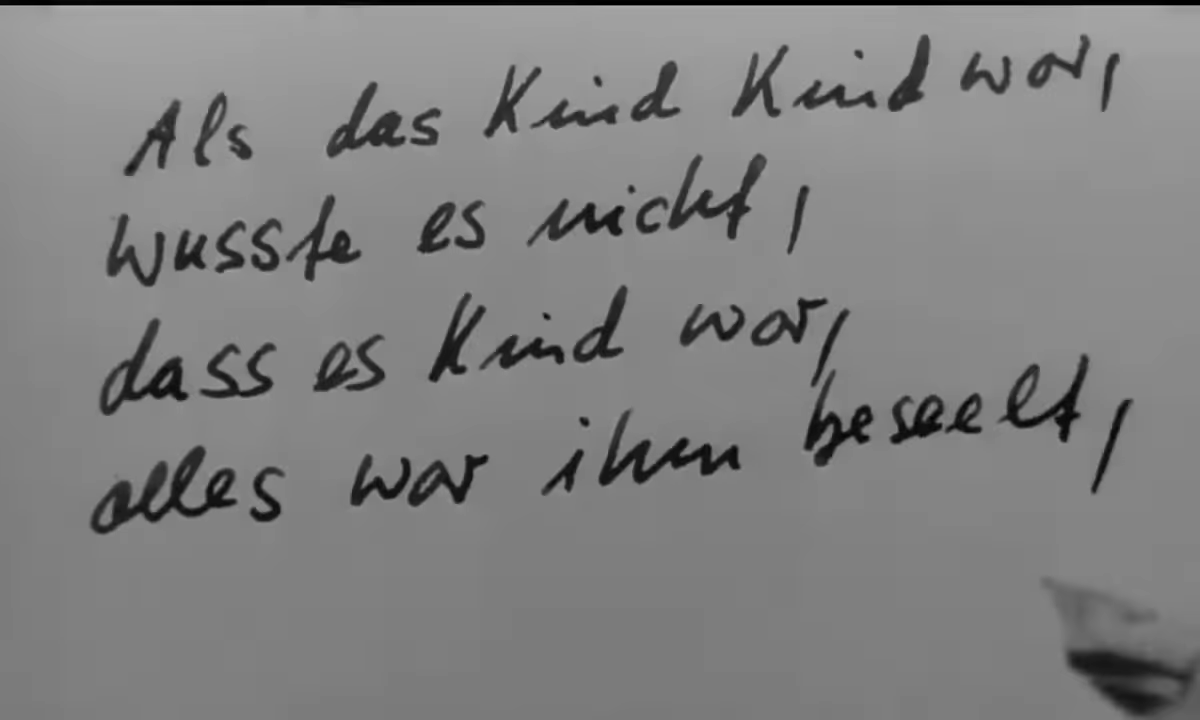 Als das Kind Kind war,
wusste es nicht,
dass es Kind war,
alles war ihm beseelt,